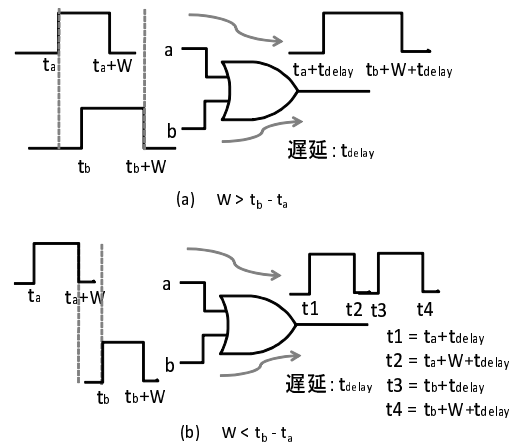 a
ta ta+W
ta+tdelay tb+W+tdelay
b
tb tb+W
遅延 : tdelay
(a) W > tb - ta
a
ta ta+W
t1 t2 t3 t4
b
tb tb+W
遅延 : tdelay
t1 = ta+tdelay
t2 = ta+W+tdelay
t3 = tb+tdelay
t4 = tb+W+tdelay
(b) W < tb - ta